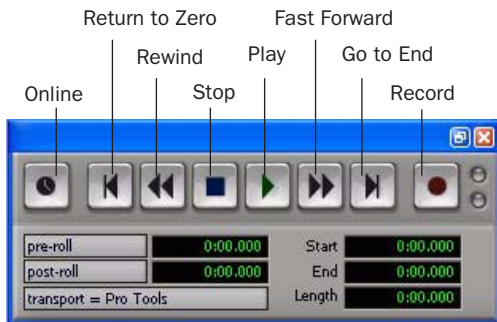 Return to Zero Fast Forward
Rewind Play Go to End
Online Stop Record
pre-roll 0:00.000 Start 0:00.000
post-roll 0:00.000 End 0:00.000
transport = Pro Tools Length 0:00.000